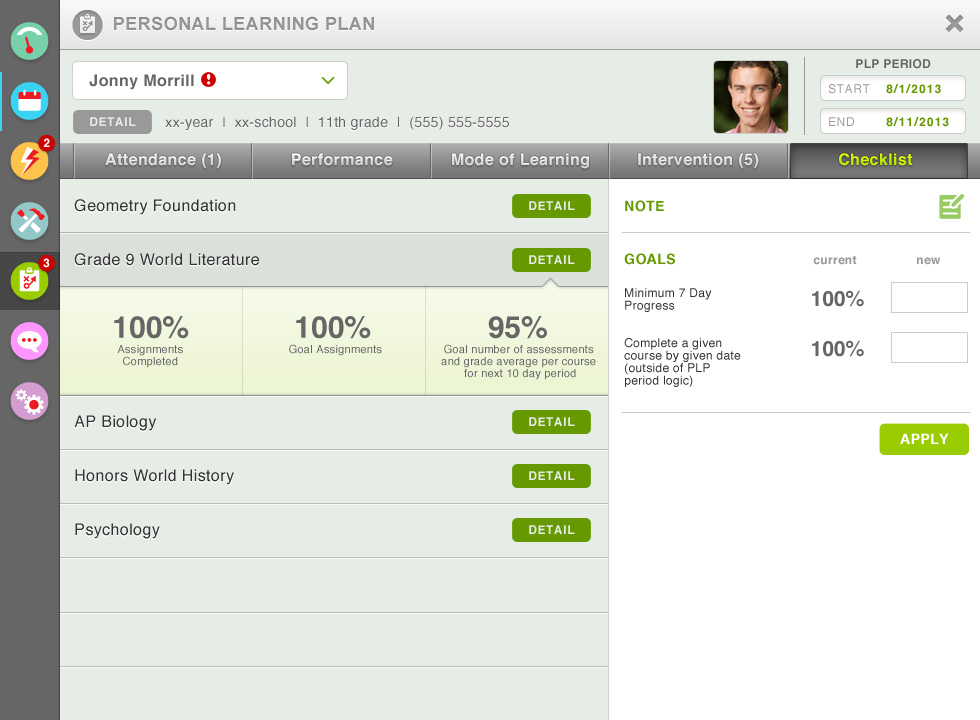 PERSONAL LEARNING PLAN
Jonny Morrill
PLP PERIOD
START 8/1/2013
DETAIL xx-year | xx-school | 11th grade | (555) 555-5555
END 8/11/2013
2
3
Attendance (1) Performance Mode of Learning Intervention (5) Checklist
Geometry Foundation DETAIL
Grade 9 World Literature DETAIL
100%
Assignments
Completed
100%
Goal Assignments
95%
Goal number of assessments
and grade average per course
for next 10 day period
AP Biology DETAIL
Honors World History DETAIL
Psychology DETAIL
NOTE
GOALS current new
Minimum 7 Day
Progress
100%
Complete a given
course by given date
(outside of PLP
period logic)
100%
APPLY